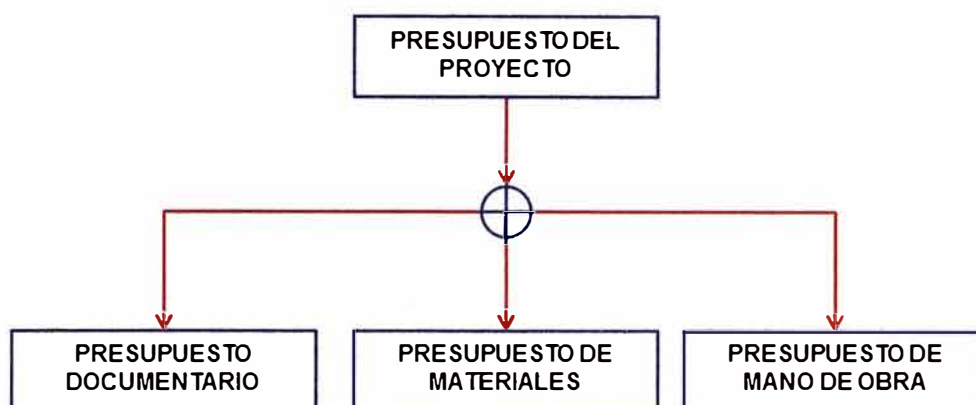 PRESUPUESTO DEL
PROYECTO
PRESUPUESTO
DOCUMENTARIO
PRESUPUESTO DE
MATERIALES
PRESUPUESTO DE
MANO DE OBRA